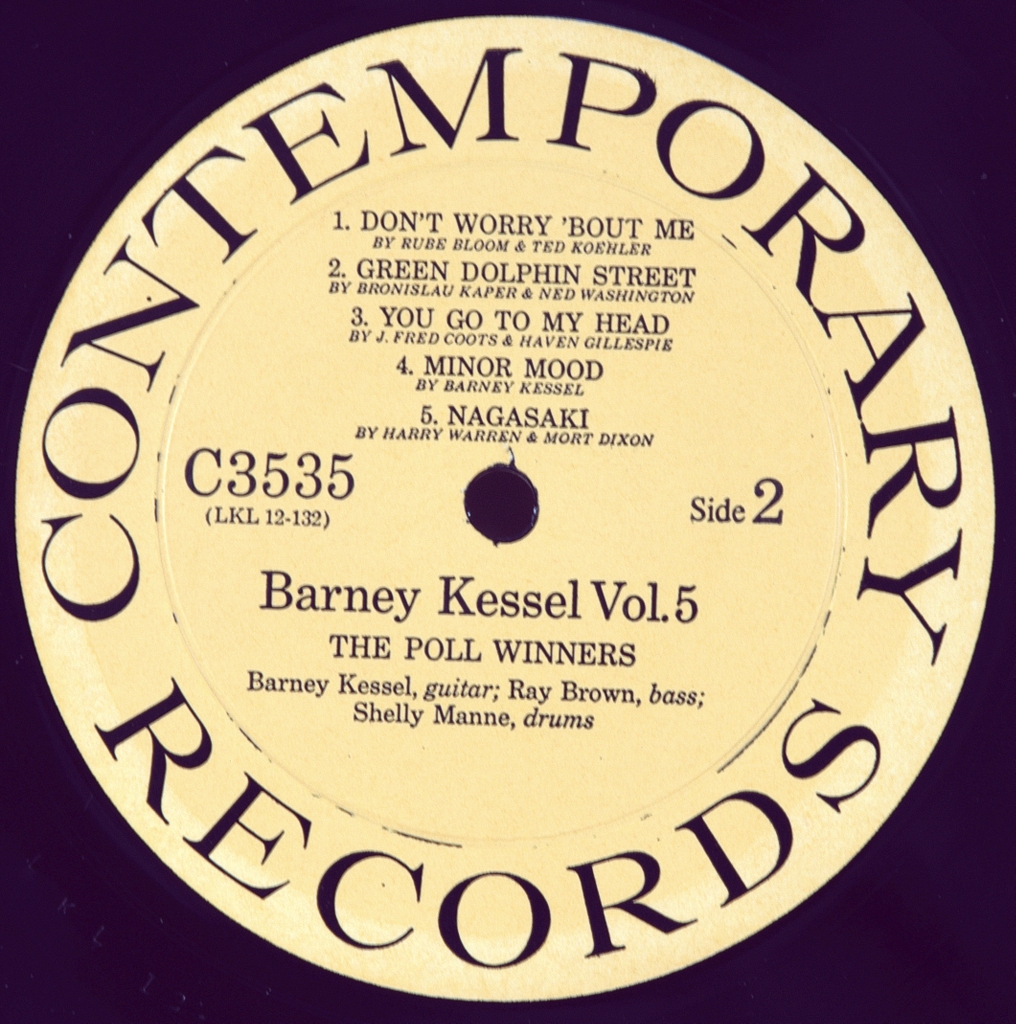 CONTEMPORARY
1. DON'T WORRY 'BOUT ME
BY RUBE BLOOM & TED KOEHLER
2. GREEN DOLPHIN STREET
BY BRONISLAU KAPER & NED WASHINGTON
3. YOU GO TO MY HEAD
BY J. FRED COOTS & HAVEN GILLESPIE
4. MINOR MOOD
BY BARNEY KESSEL
5. NAGASAKI
BY HARRY WARREN & MORT DIXON
C3535
(LKL 12-132)
Side 2
Barney Kessel Vol. 5
THE POLL WINNERS
Barney Kessel, guitar; Ray Brown, bass;
Shelly Manne, drums
RECORDS